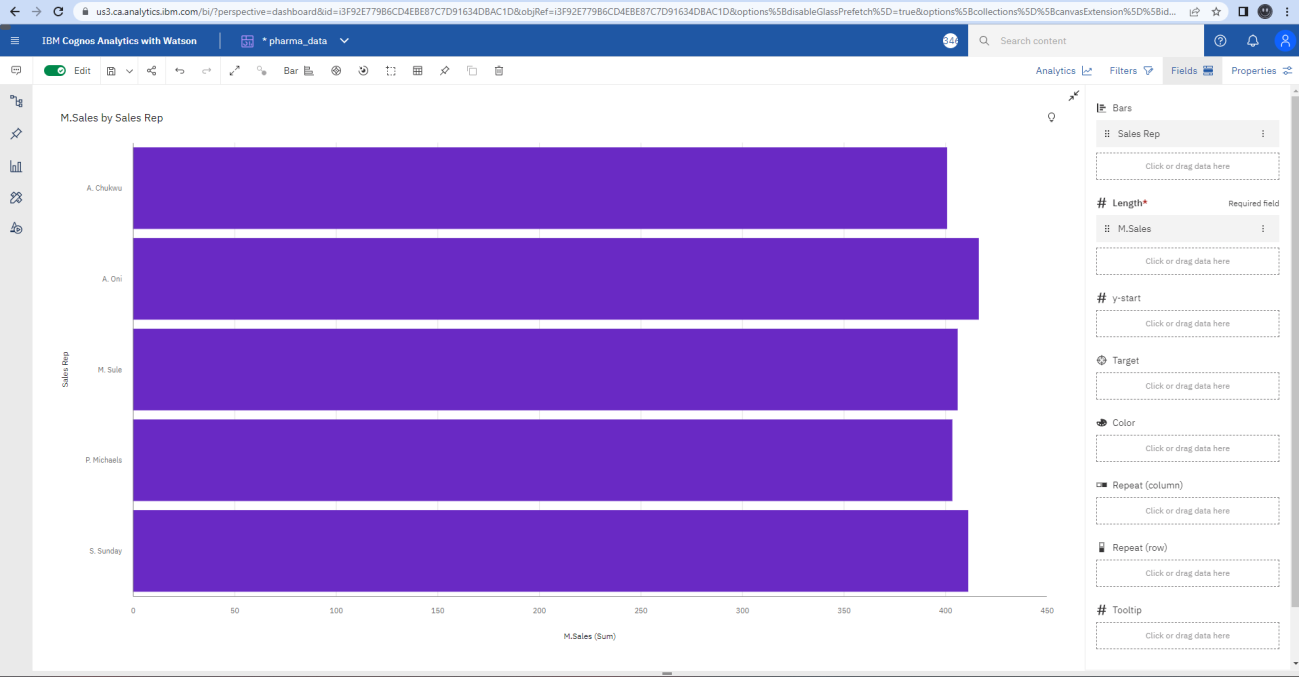 us3.ca.analytics.ibm.com/bi/?perspective=dashboard&id=i3F92E779B6CD4EBE87C7D91634DBAC1D&objRef=i3F92E779B6CD4EBE87C7D91634DBAC1D&options%5BdisableGlassPrefetch%5D=true&options%5Bcollections%5D%5BcanvasExtension%5D%5Bid...
IBM Cognos Analytics with Watson
* pharma_data
346
Search content
Edit
Bar
Analytics
Filters
Fields
Properties
M.Sales by Sales Rep
A. Chukwu
A. Oni
M. Sule
P. Michaels
S. Sunday
Sales Rep
0 50 100 150 200 250 300 350 400 450
M.Sales (Sum)
Bars
Sales Rep
Click or drag data here
Length* Required field
M.Sales
Click or drag data here
y-start
Click or drag data here
Target
Click or drag data here
Color
Click or drag data here
Repeat (column)
Click or drag data here
Repeat (row)
Click or drag data here
Tooltip
Click or drag data here